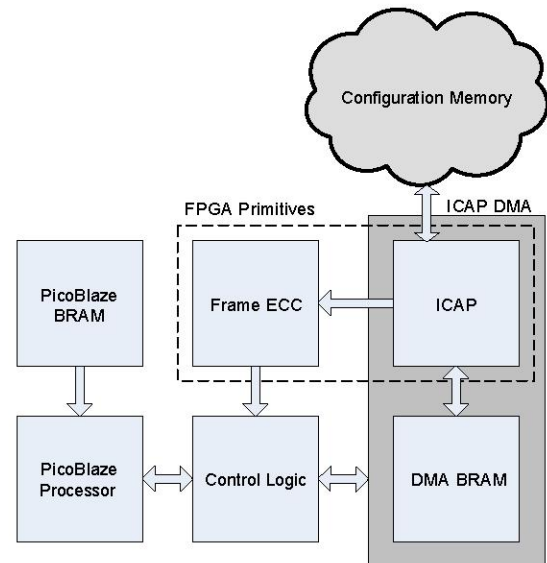 Configuration Memory
FPGA Primitives
ICAP DMA
PicoBlaze
BRAM
Frame ECC
ICAP
PicoBlaze
Processor
Control Logic
DMA BRAM